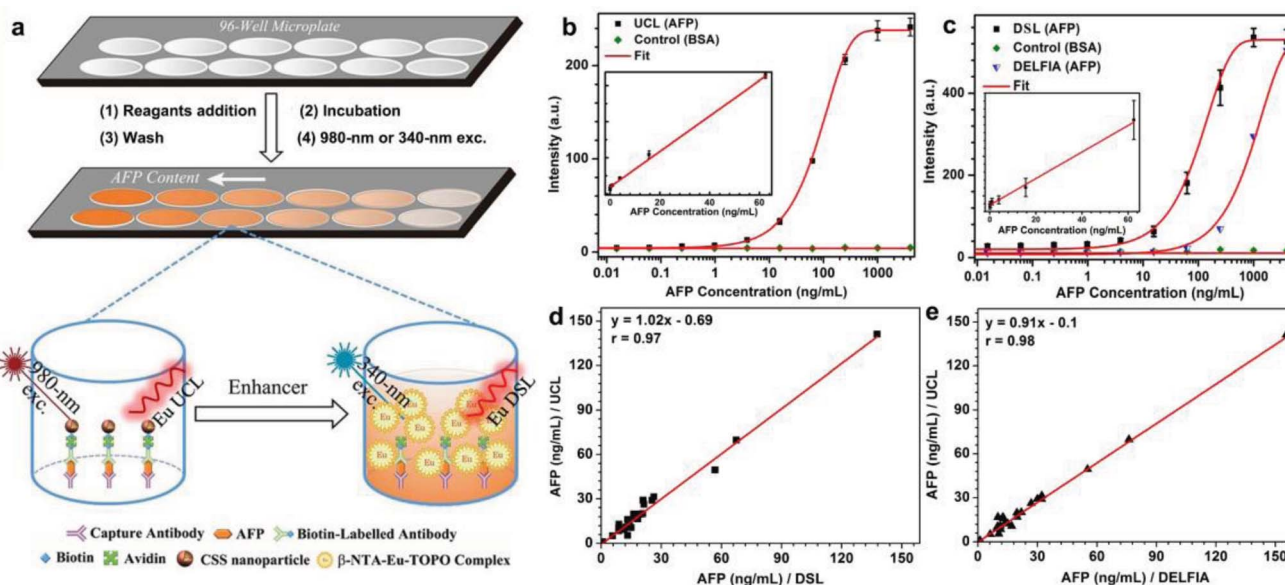 a
96-Well Microplate
(1) Reagents addition
(2) Incubation
(3) Wash
(4) 980-nm or 340-nm exc.
AFP Content
980-nm
exc.
Eu UCL
Enhancer
340-nm
exc.
Eu DSL
Eu Eu Eu Eu Eu Eu Eu
Capture Antibody
AFP
Biotin-Labelled Antibody
Biotin
Avidin
CSS nanoparticle
β-NTA-Eu-TOPO Complex
b
UCL (AFP)
Control (BSA)
Fit
Intensity (a.u.)
200
100
0
0 20 40 60
AFP Concentration (ng/mL)
0.01 0.1 1 10 100 1000
AFP Concentration (ng/mL)
c
DSL (AFP)
Control (BSA)
DELFIA (AFP)
Fit
Intensity (a.u.)
400
200
0
0 20 40 60
AFP Concentration (ng/mL)
0.01 0.1 1 10 100 1000
AFP Concentration (ng/mL)
d
y = 1.02x - 0.69
r = 0.97
AFP (ng/mL) / UCL
150
120
90
60
30
0
0 30 60 90 120 150
AFP (ng/mL) / DSL
e
y = 0.91x - 0.1
r = 0.98
AFP (ng/mL) / UCL
150
120
90
60
30
0
0 30 60 90 120 150
AFP (ng/mL) / DELFIA